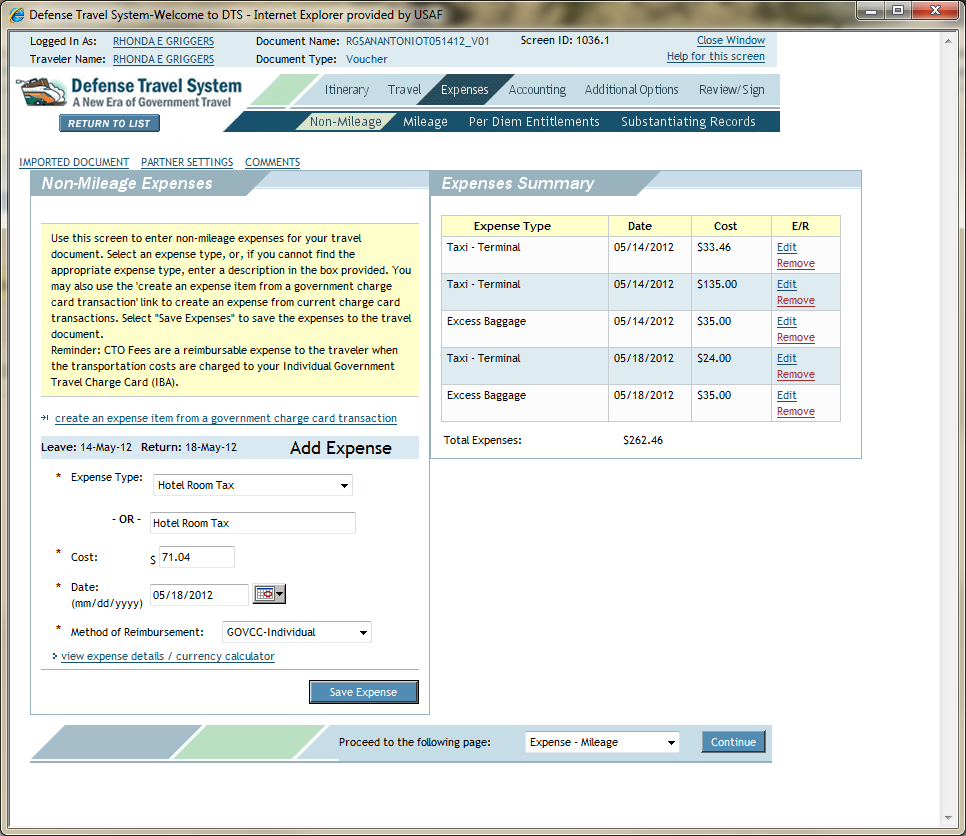 Defense Travel System-Welcome to DTS - Internet Explorer provided by USAF
Logged In As: RHONDA E GRIGGERS Document Name: RGSANANTONIOT051412_V01 Screen ID: 1036.1 Close Window
Traveler Name: RHONDA E GRIGGERS Document Type: Voucher Help for this screen
Defense Travel System
A New Era of Government Travel
RETURN TO LIST
Itinerary Travel Expenses Accounting Additional Options Review/Sign
Non-Mileage Mileage Per Diem Entitlements Substantiating Records
IMPORTED DOCUMENT PARTNER SETTINGS COMMENTS
Non-Mileage Expenses
Use this screen to enter non-mileage expenses for your travel
document. Select an expense type, or, if you cannot find the
appropriate expense type, enter a description in the box provided. You
may also use the 'create an expense item from a government charge
card transaction' link to create an expense from current charge card
transactions. Select "Save Expenses" to save the expenses to the travel
document.
Reminder: CTO Fees are a reimbursable expense to the traveler when
the transportation costs are charged to your Individual Government
Travel Charge Card (IBA).
create an expense item from a government charge card transaction
Leave: 14-May-12 Return: 18-May-12 Add Expense
* Expense Type: Hotel Room Tax
- OR - Hotel Room Tax
* Cost: $ 71.04
* Date: 05/18/2012
(mm/dd/yyyy)
* Method of Reimbursement: GOVCC-Individual
view expense details / currency calculator
Save Expense
Expenses Summary
Expense Type Date Cost E/R
Taxi - Terminal 05/14/2012 $33.46 Edit
Remove
Taxi - Terminal 05/14/2012 $135.00 Edit
Remove
Excess Baggage 05/14/2012 $35.00 Edit
Remove
Taxi - Terminal 05/18/2012 $24.00 Edit
Remove
Excess Baggage 05/18/2012 $35.00 Edit
Remove
Total Expenses: $262.46
Proceed to the following page: Expense - Mileage Continue